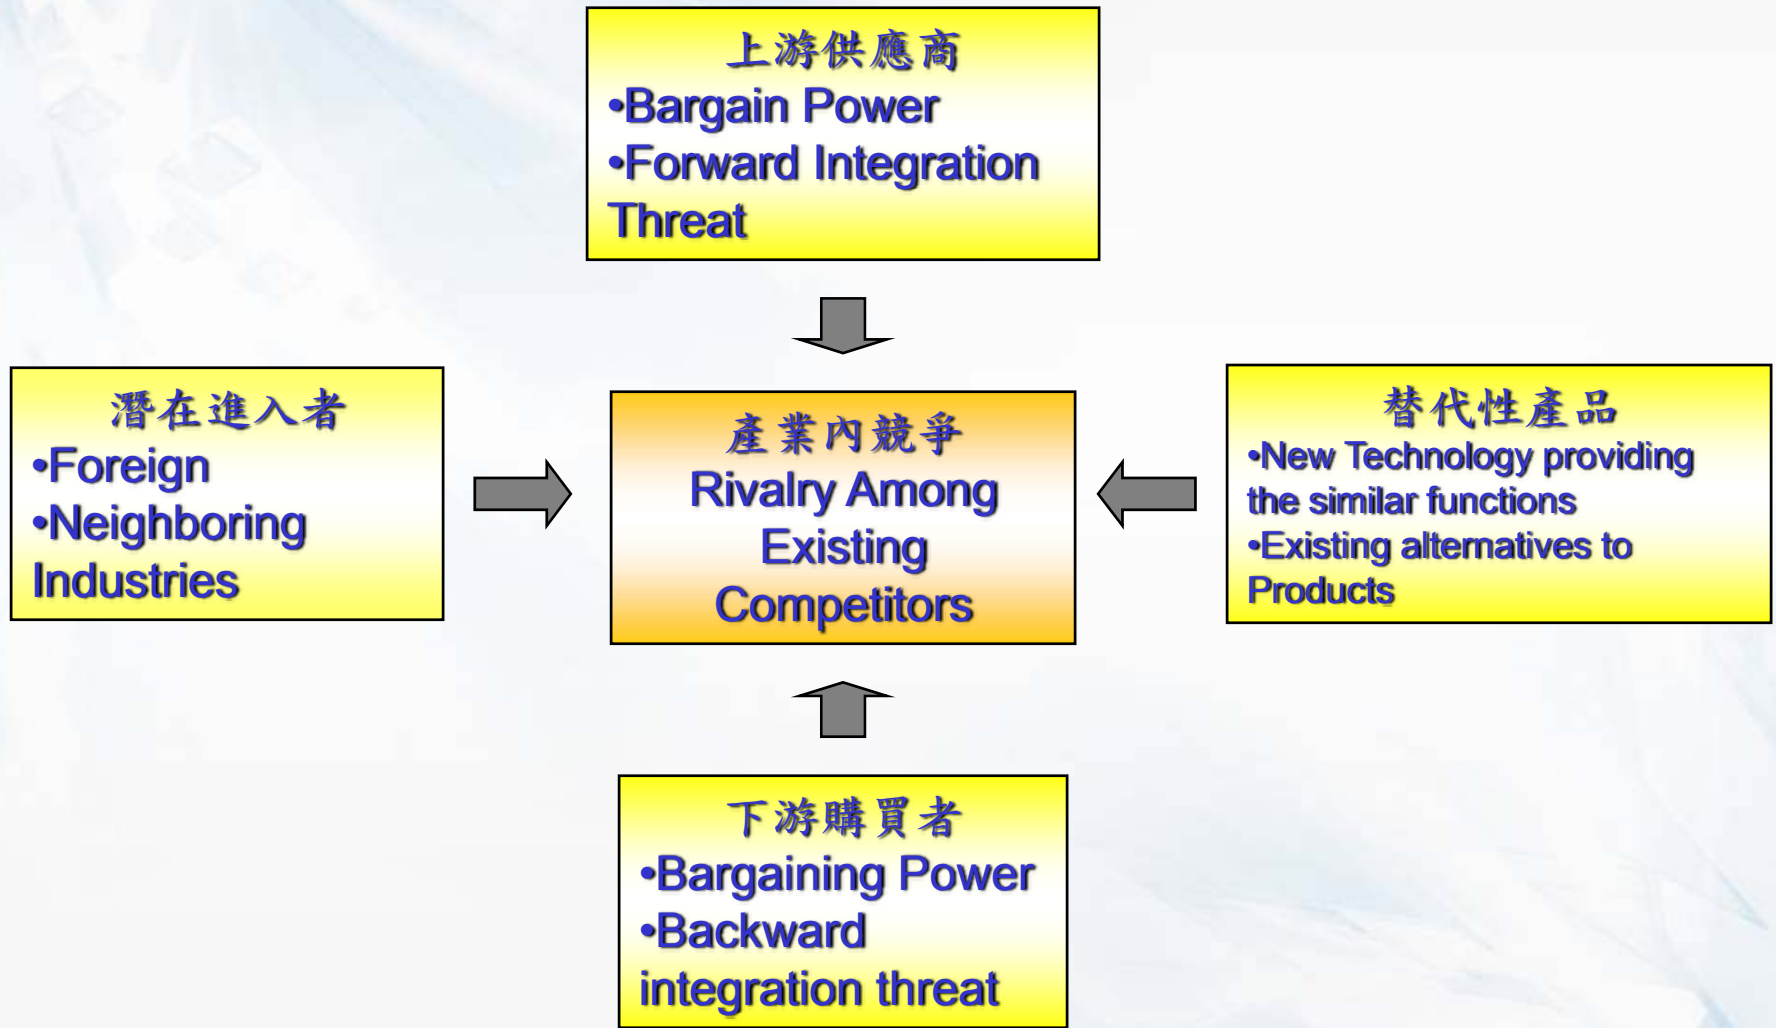 上游供應商
•Bargain Power
•Forward Integration
Threat
潛在進入者
•Foreign
•Neighboring
Industries
產業內競爭
Rivalry Among
Existing
Competitors
替代性產品
•New Technology providing
the similar functions
•Existing alternatives to
Products
下游購買者
•Bargaining Power
•Backward
integration threat